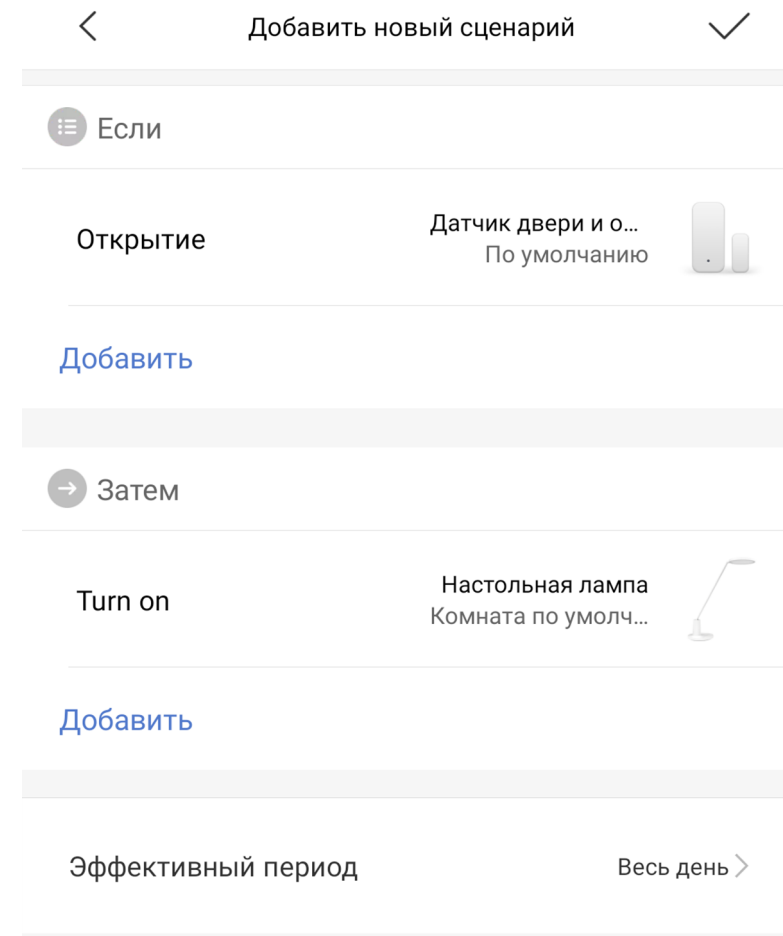 Добавить новый сценарий
Если
Открытие
Датчик двери и о...
По умолчанию
Добавить
Затем
Turn on
Настольная лампа
Комната по умолч...
Добавить
Эффективный период
Весь день